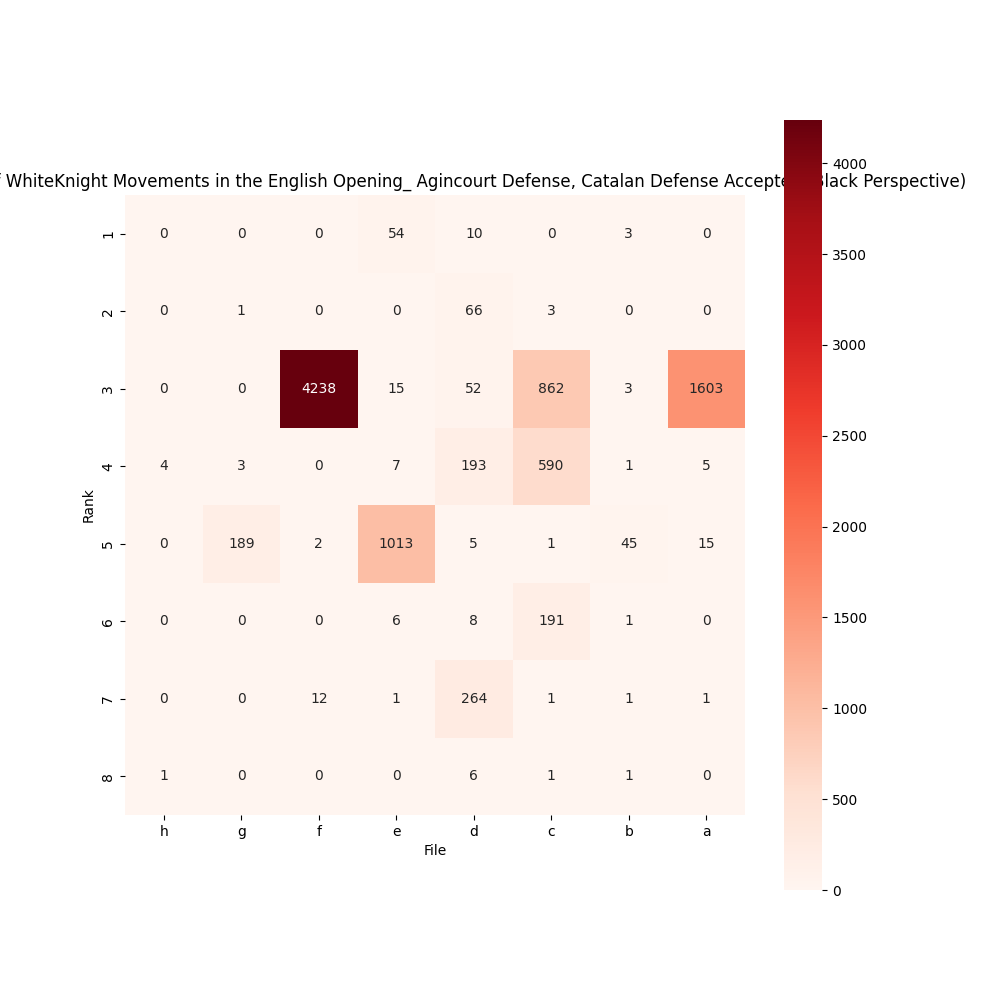 WhiteKnight Movements in the English Opening_ Agincourt Defense, Catalan Defense Accepte Black Perspective)
4000
3500
3000
2500
2000
1500
1000
500
0
1 0 0 0 54 10 0 3 0
2 0 1 0 0 66 3 0 0
3 0 0 4238 15 52 862 3 1603
4 4 3 0 7 193 590 1 5
Rank
5 0 189 2 1013 5 1 45 15
6 0 0 0 6 8 191 1 0
7 0 0 12 1 264 1 1 1
8 1 0 0 0 6 1 1 0
h g f e d c b a
File